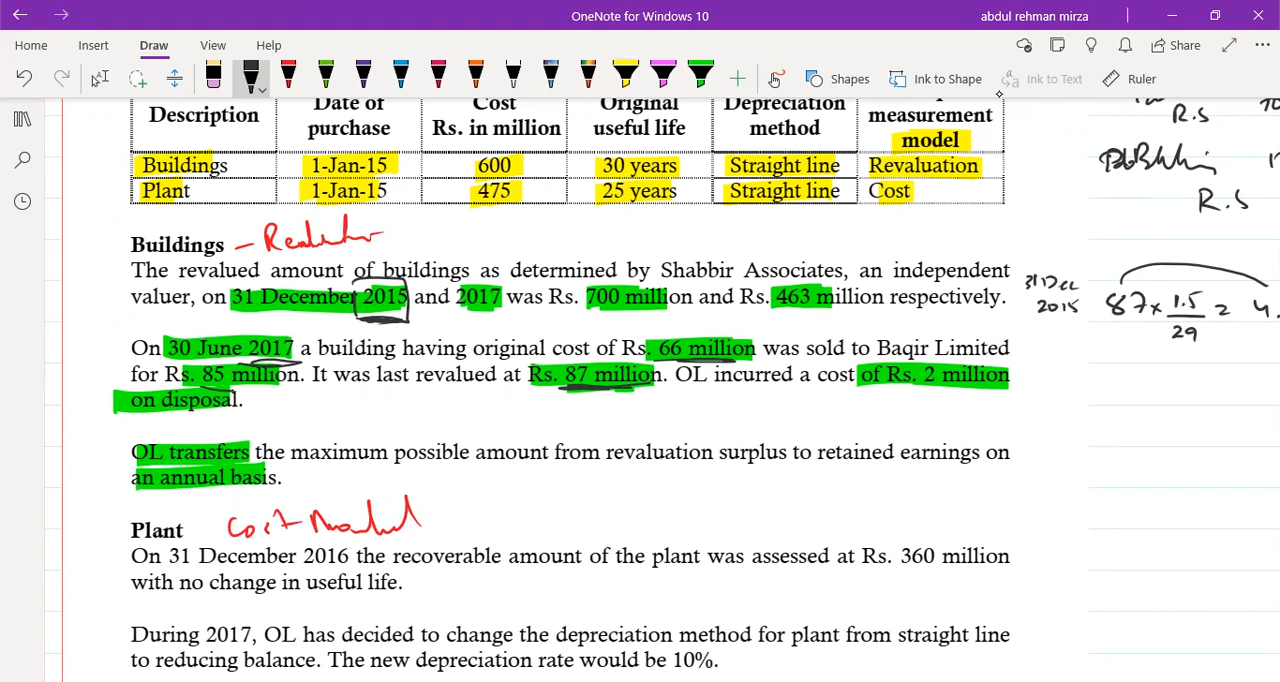 OneNote for Windows 10
abdul rehman mirza
Home Insert Draw View Help
Share
Shapes Ink to Shape Ink to Text Ruler
Description Date of purchase Cost Rs. in million Original useful life Depreciation method measurement model
Buildings 1-Jan-15 600 30 years Straight line Revaluation
Plant 1-Jan-15 475 25 years Straight line Cost
R.S
R.S
Buildings
The revalued amount of buildings as determined by Shabbir Associates, an independent
valuer, on 31 December 2015 and 2017 was Rs. 700 million and Rs. 463 million respectively.
31 Dec
2015
87 × 1.5/29 = 4.
On 30 June 2017 a building having original cost of Rs. 66 million was sold to Baqir Limited
for Rs. 85 million. It was last revalued at Rs. 87 million. OL incurred a cost of Rs. 2 million
on disposal.
OL transfers the maximum possible amount from revaluation surplus to retained earnings on
an annual basis.
Plant Cost Model
On 31 December 2016 the recoverable amount of the plant was assessed at Rs. 360 million
with no change in useful life.
During 2017, OL has decided to change the depreciation method for plant from straight line
to reducing balance. The new depreciation rate would be 10%.